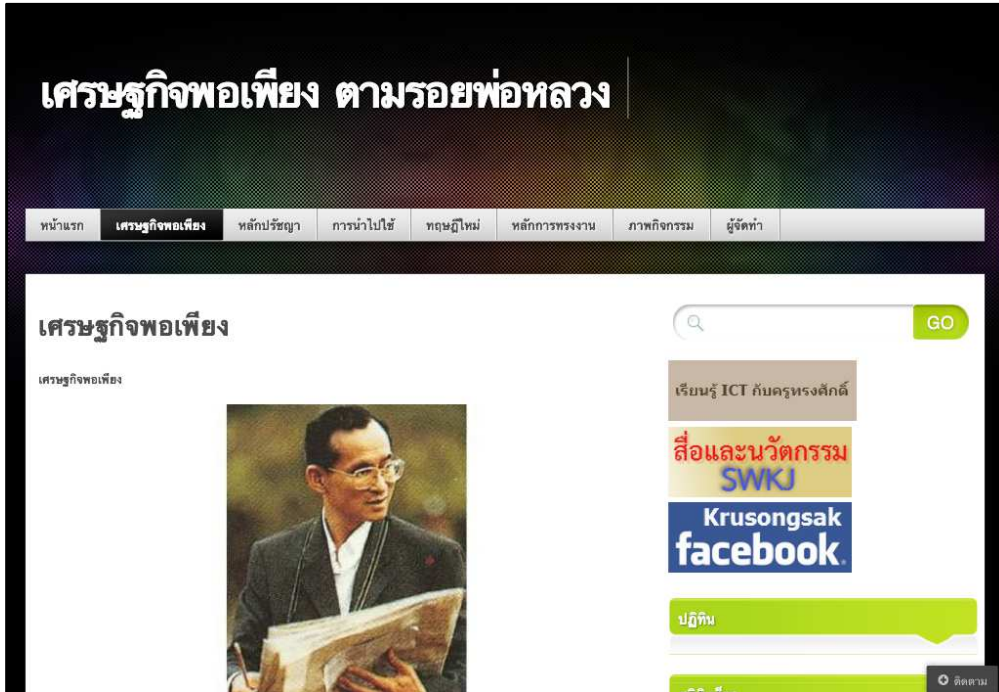 เศรษฐกิจพอเพียง ตามรอยพ่อหลวง
หน้าแรก
เศรษฐกิจพอเพียง
หลักปรัชญา
การนำไปใช้
ทฤษฎีใหม่
หลักการทรงงาน
ภาพกิจกรรม
ผู้จัดทำ
เศรษฐกิจพอเพียง
GO
เศรษฐกิจพอเพียง
เรียนรู้ ICT กับครูทรงศักดิ์
สื่อและนวัตกรรม
SWKJ
Krusongsak
facebook.
ปฏิทิน
ติดตาม